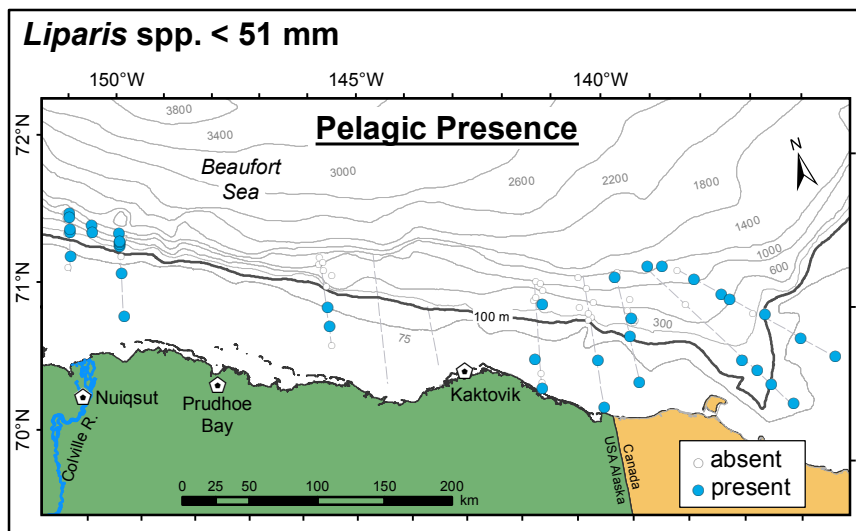 Liparis spp. < 51 mm
150°W
145°W
140°W
72°N
71°N
70°N
Pelagic Presence
Beaufort
Sea
N
3800
3400
3000
2600
2200
1800
1400
1000
600
300
100 m
75
Nuiqsut
Prudhoe
Bay
Kaktovik
Colville R.
USA Alaska
Canada
0 25 50 100 150 200
km
absent
present